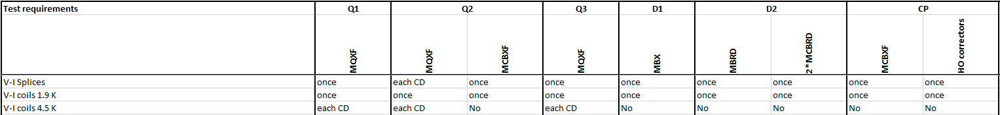 Test requirements Q1 Q2 Q3 D1 D2 CP
MQXF MQXF MCBXF MQXF MBX MBRD 2*MCBRD MCBXF HO correctors
V-I Splices once each CD once once once once once once once
V-I coils 1.9 K once once once once once once once once once
V-I coils 4.5 K each CD each CD No each CD No No No No No